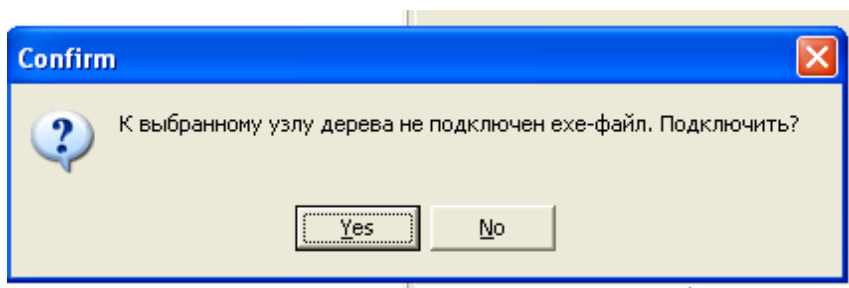 Confirm
К выбранному узлу дерева не подключен exe-файл. Подключить?
Yes
No